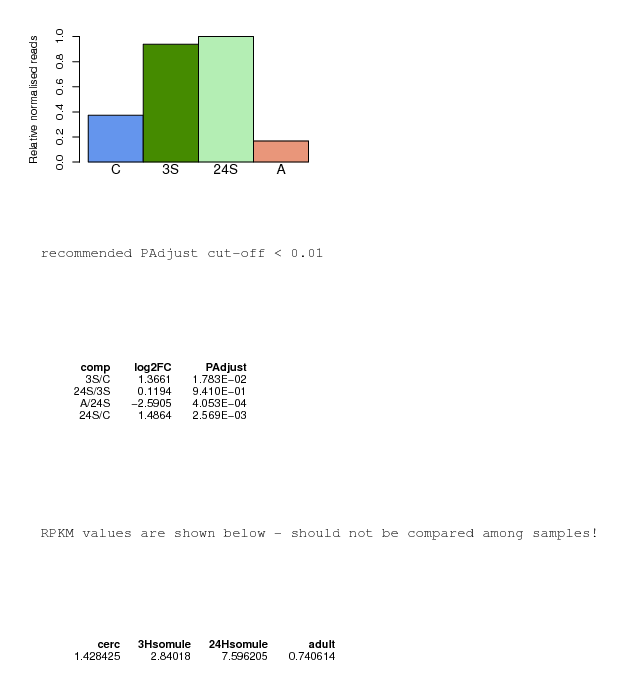 Relative normalised reads
1.0
0.8
0.6
0.4
0.2
0.0
C 3S 24S A
recommended PAdjust cut-off < 0.01
comp log2FC PAdjust
3S/C 1.3661 1.783E−02
24S/3S 0.1194 9.410E−01
A/24S −2.5905 4.053E−04
24S/C 1.4864 2.569E−03
RPKM values are shown below - should not be compared among samples!
cerc 3Hsomule 24Hsomule adult
1.428425 2.84018 7.596205 0.740614